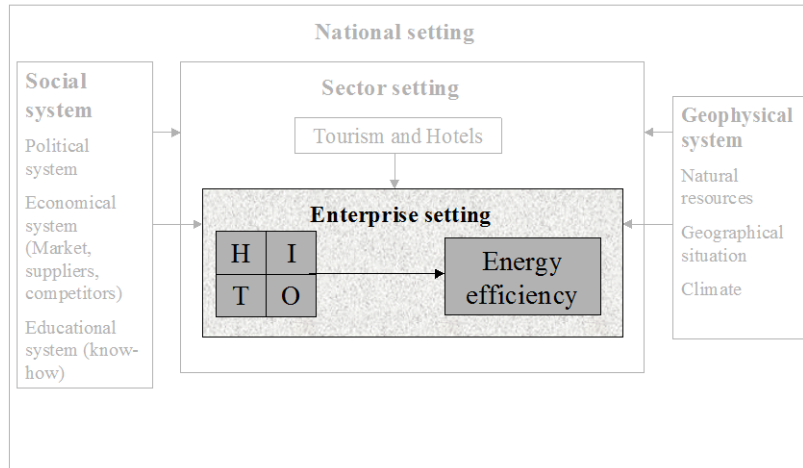 National setting
Social
system
Political
system
Economical
system
(Market,
suppliers,
competitors)
Educational
system (know-
how)
Sector setting
Tourism and Hotels
Enterprise setting
H I
T O
Energy
efficiency
Geophysical
system
Natural
resources
Geographical
situation
Climate